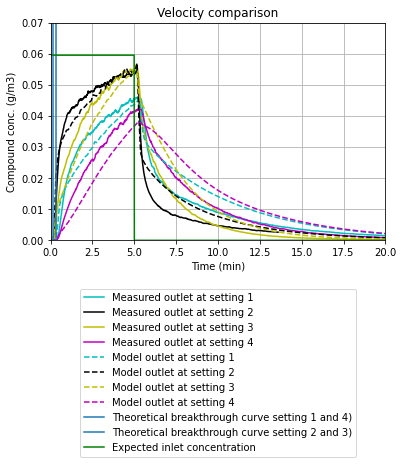 Velocity comparison
0.07
0.06
0.05
0.04
0.03
0.02
0.01
0.00
Compound conc. (g/m3)
0.0 2.5 5.0 7.5 10.0 12.5 15.0 17.5 20.0
Time (min)
Measured outlet at setting 1
Measured outlet at setting 2
Measured outlet at setting 3
Measured outlet at setting 4
Model outlet at setting 1
Model outlet at setting 2
Model outlet at setting 3
Model outlet at setting 4
Theoretical breakthrough curve setting 1 and 4)
Theoretical breakthrough curve setting 2 and 3)
Expected inlet concentration